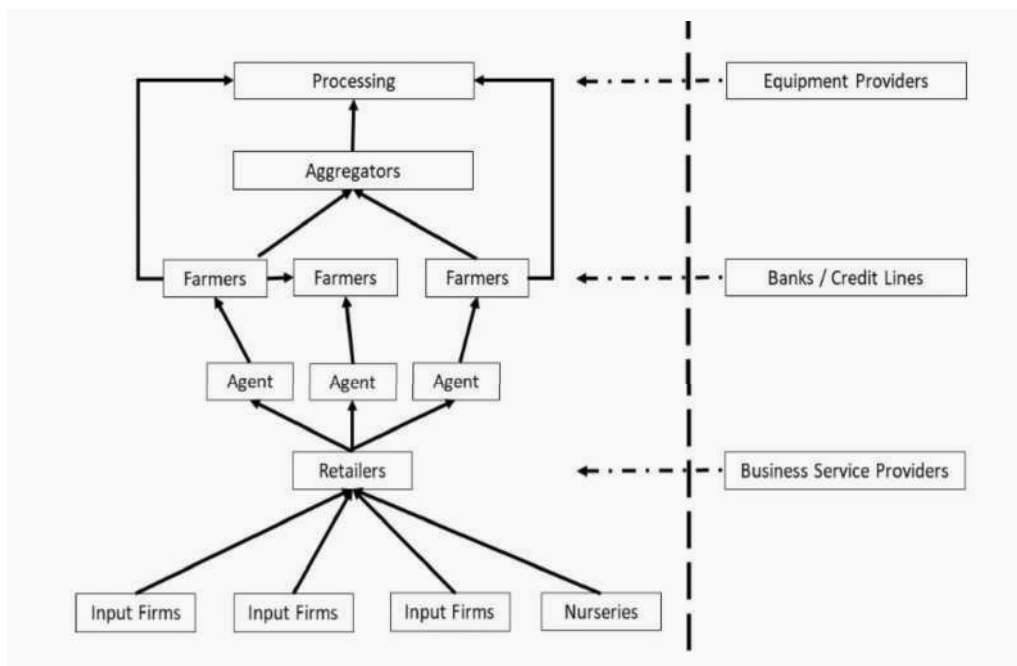 Processing
Equipment Providers
Aggregators
Farmers
Farmers
Farmers
Banks / Credit Lines
Agent
Agent
Agent
Retailers
Business Service Providers
Input Firms
Input Firms
Input Firms
Nurseries